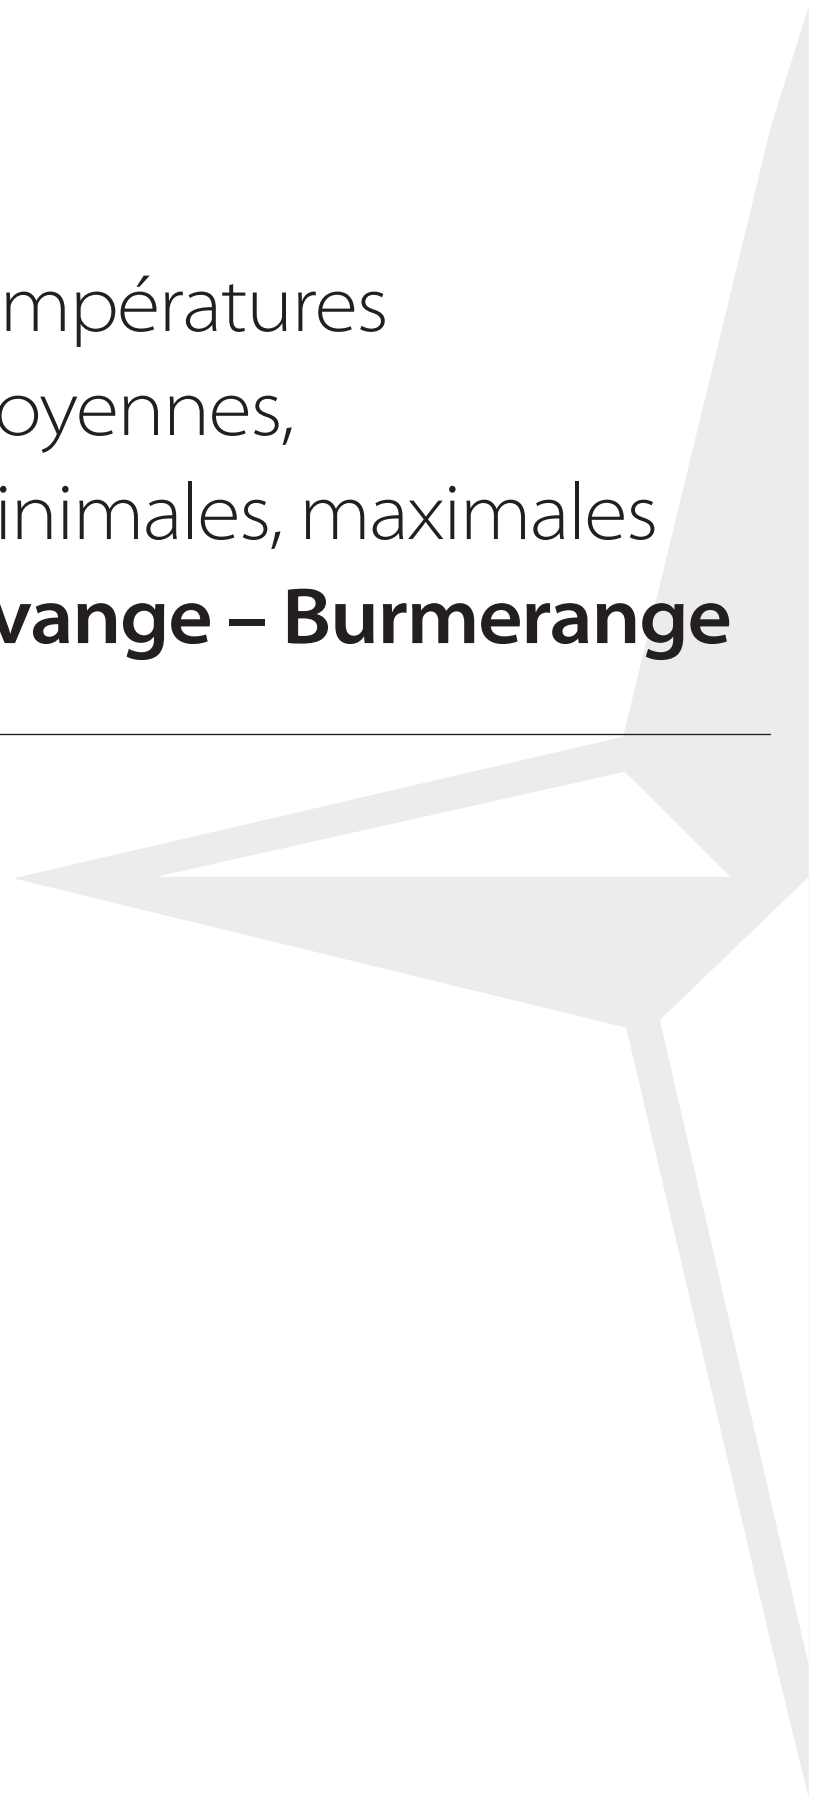 mpératures
oyennes,
inimales, maximales
vange – Burmerange